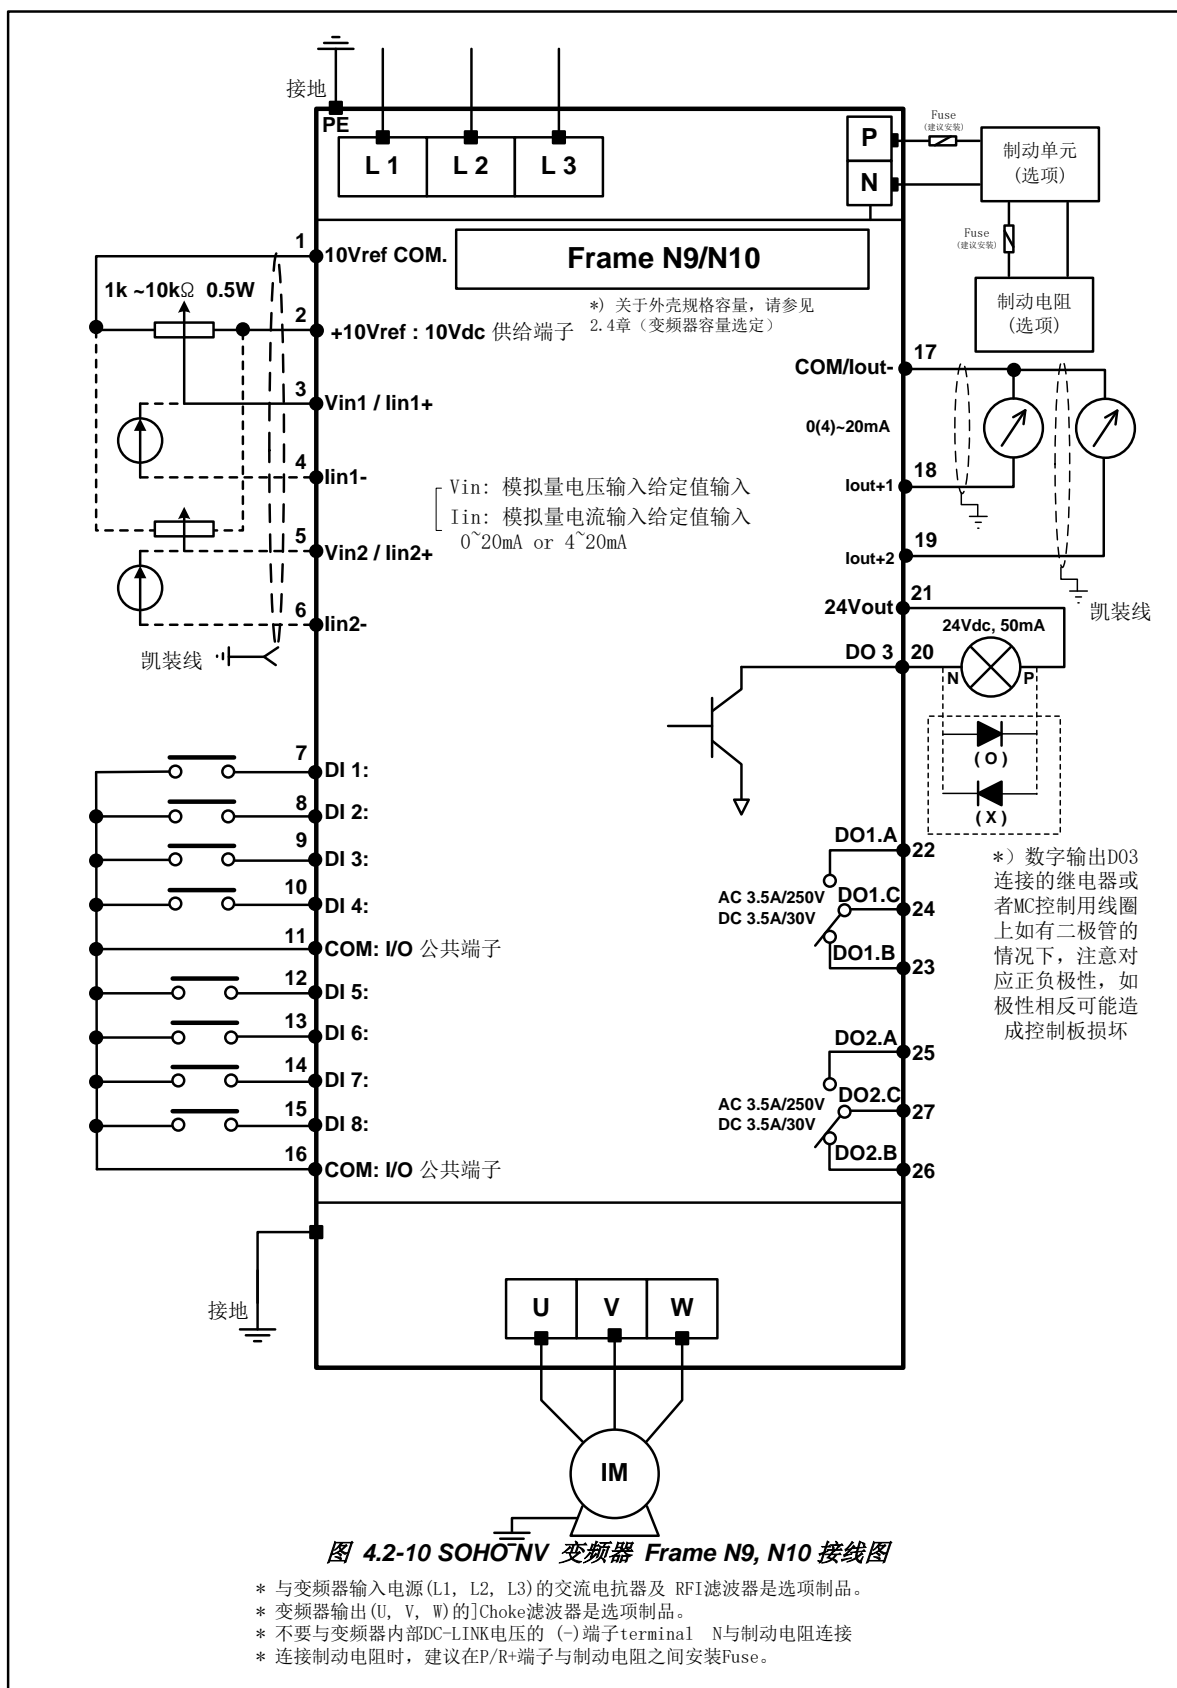 接地
PE
L 1
L 2
L 3
P
N
Fuse
(建议安装)
制动单元
(选项)
Fuse
(建议安装)
制动电阻
(选项)
Frame N9/N10
*) 关于外壳规格容量，请参见
2.4章（变频器容量选定）
1
10Vref COM.
1k ~10kΩ 0.5W
2
+10Vref : 10Vdc 供给端子
3
Vin1 / Iin1+
4
Iin1-
5
Vin2 / Iin2+
6
Iin2-
凯装线
Vin: 模拟量电压输入给定值输入
Iin: 模拟量电流输入给定值输入
0~20mA or 4~20mA
COM/Iout-
17
0(4)~20mA
18
Iout+1
19
Iout+2
凯装线
21
24Vout
24Vdc, 50mA
DO 3
20
N
P
( O )
( X )
7
DI 1:
8
DI 2:
9
DI 3:
10
DI 4:
11
COM: I/O 公共端子
12
DI 5:
13
DI 6:
14
DI 7:
15
DI 8:
16
COM: I/O 公共端子
DO1.A
22
AC 3.5A/250V
DC 3.5A/30V
DO1.C
24
DO1.B
23
DO2.A
25
AC 3.5A/250V
DC 3.5A/30V
DO2.C
27
DO2.B
26
*）数字输出DO3
连接的继电器或
者MC控制用线圈
上如有二极管的
情况下，注意对
应正负极性，如
极性相反可能造
成控制板损坏
接地
U
V
W
IM
图 4.2-10 SOHO NV 变频器 Frame N9, N10 接线图
* 与变频器输入电源(L1, L2, L3)的交流电抗器及 RFI滤波器是选项制品。
* 变频器输出(U, V, W)的]Choke滤波器是选项制品。
* 不要与变频器内部DC-LINK电压的 (-)端子terminal N与制动电阻连接
* 连接制动电阻时，建议在P/R+端子与制动电阻之间安装Fuse。